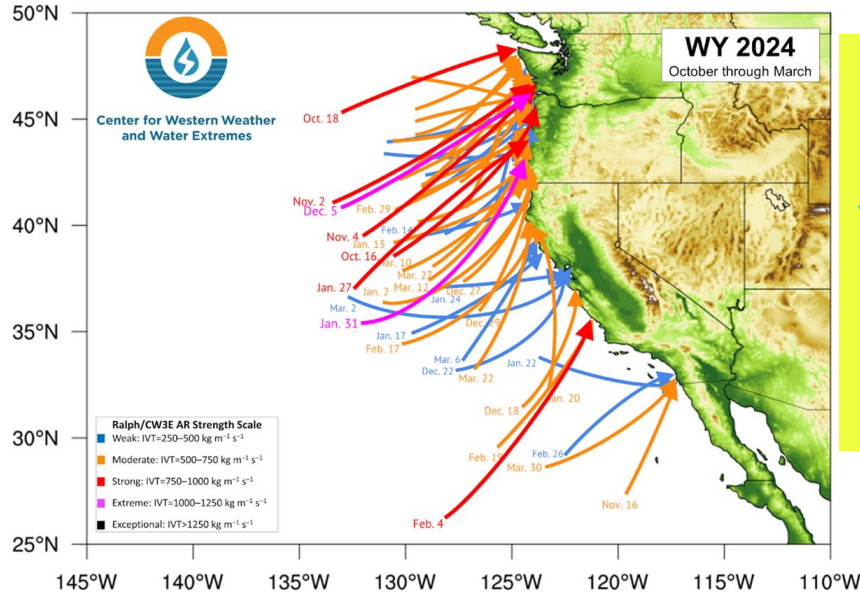 50°N
45°N
40°N
35°N
30°N
25°N
145°W
140°W
135°W
130°W
125°W
120°W
115°W
110°W
WY 2024
October through March
Center for Western Weather
and Water Extremes
Oct. 18
Nov. 2
Dec. 5
Feb. 29
Feb. 14
Nov. 4
Jan. 13
Oct. 16
Mar. 10
Mar. 27
Jan. 27
Jan. 2
Mar. 12
Dec. 27
Jan. 24
Mar. 2
Jan. 31
Dec. 29
Jan. 17
Feb. 17
Mar. 6
Jan. 22
Dec. 22
Mar. 22
Jan. 20
Dec. 18
Feb. 19
Feb. 26
Mar. 30
Nov. 16
Feb. 4
Ralph/CW3E AR Strength Scale
Weak: IVT=250–500 kg m⁻¹ s⁻¹
Moderate: IVT=500–750 kg m⁻¹ s⁻¹
Strong: IVT=750–1000 kg m⁻¹ s⁻¹
Extreme: IVT=1000–1250 kg m⁻¹ s⁻¹
Exceptional: IVT>1250 kg m⁻¹ s⁻¹